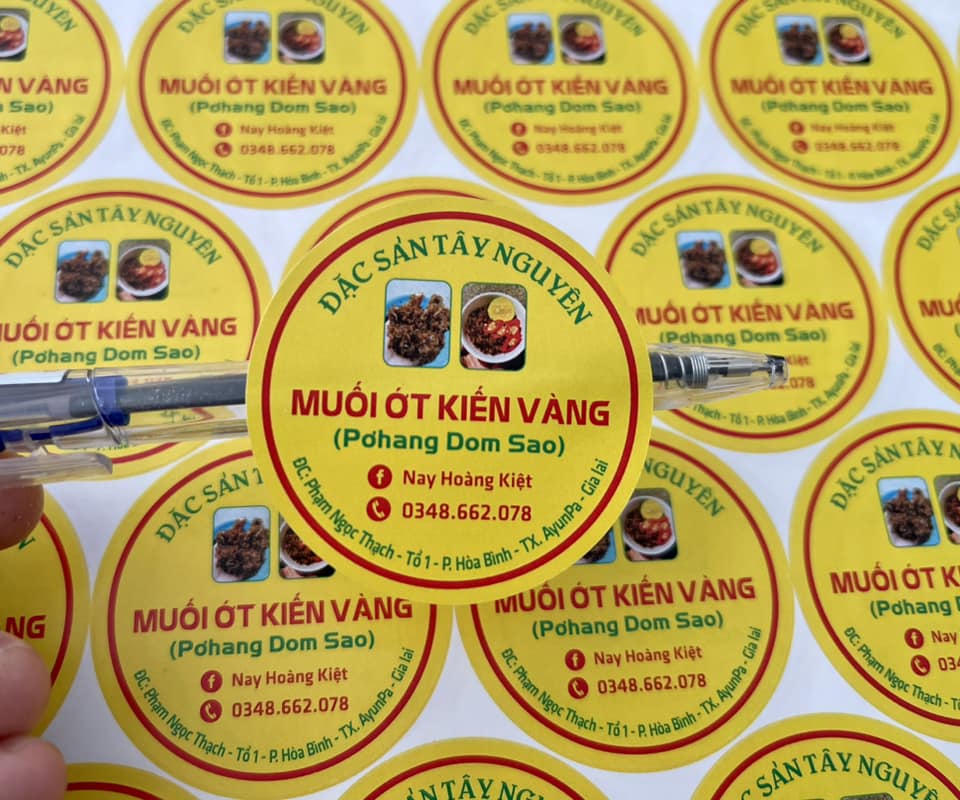 ĐẶC SẢN TÂY NGUYÊN
MUỐI ỚT KIẾN VÀNG
(Pơhang Dom Sao)
Nay Hoàng Kiệt
0348.662.078
ĐC: Phạm Ngọc Thạch - Tổ 1 - P. Hòa Bình - TX. AyunPa - Gia lai